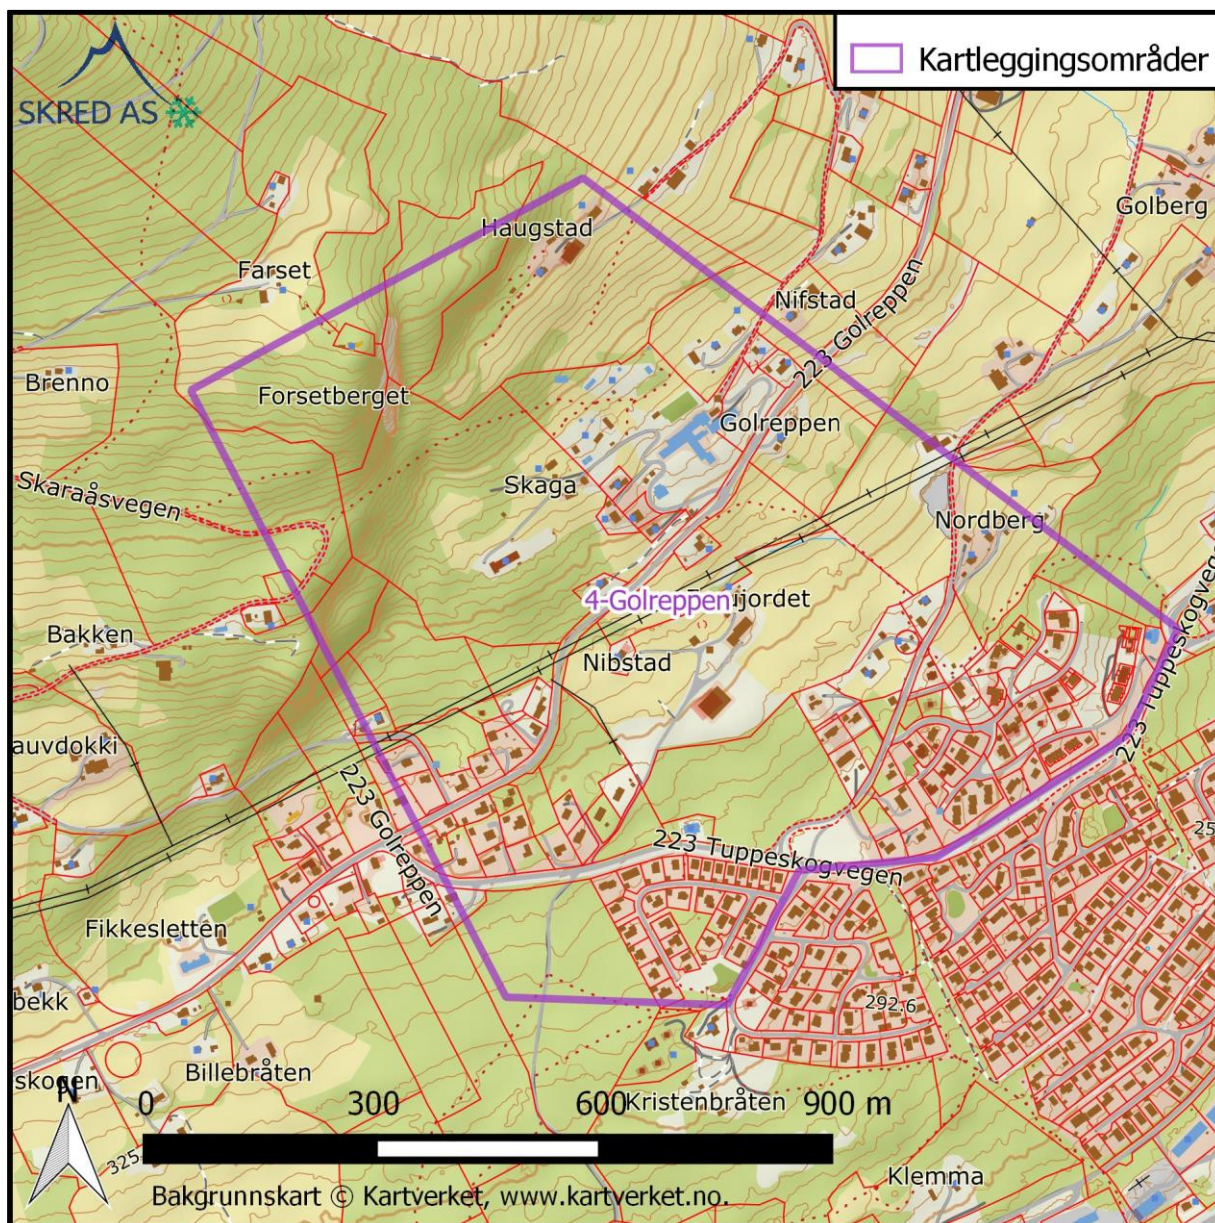 Kartleggingsområder
SKRED AS
Golberg
Haugstad
Farset
Nifstad
223 Golreppen
Brenno
Forsetberget
Golreppen
Skaraåsvegen
Skaga
Nordberg
4-Golreppen
jordet
Bakken
Nibstad
223 Tuppeskogveg
auvdokki
223 Golreppen
223 Tuppeskogvegen
25
Fikkesletten
bekk
292.6
skogen
Billebråten
N
0 300 600 900 m
Kristenbråten
325
Klemma
Bakgrunnskart © Kartverket, www.kartverket.no.